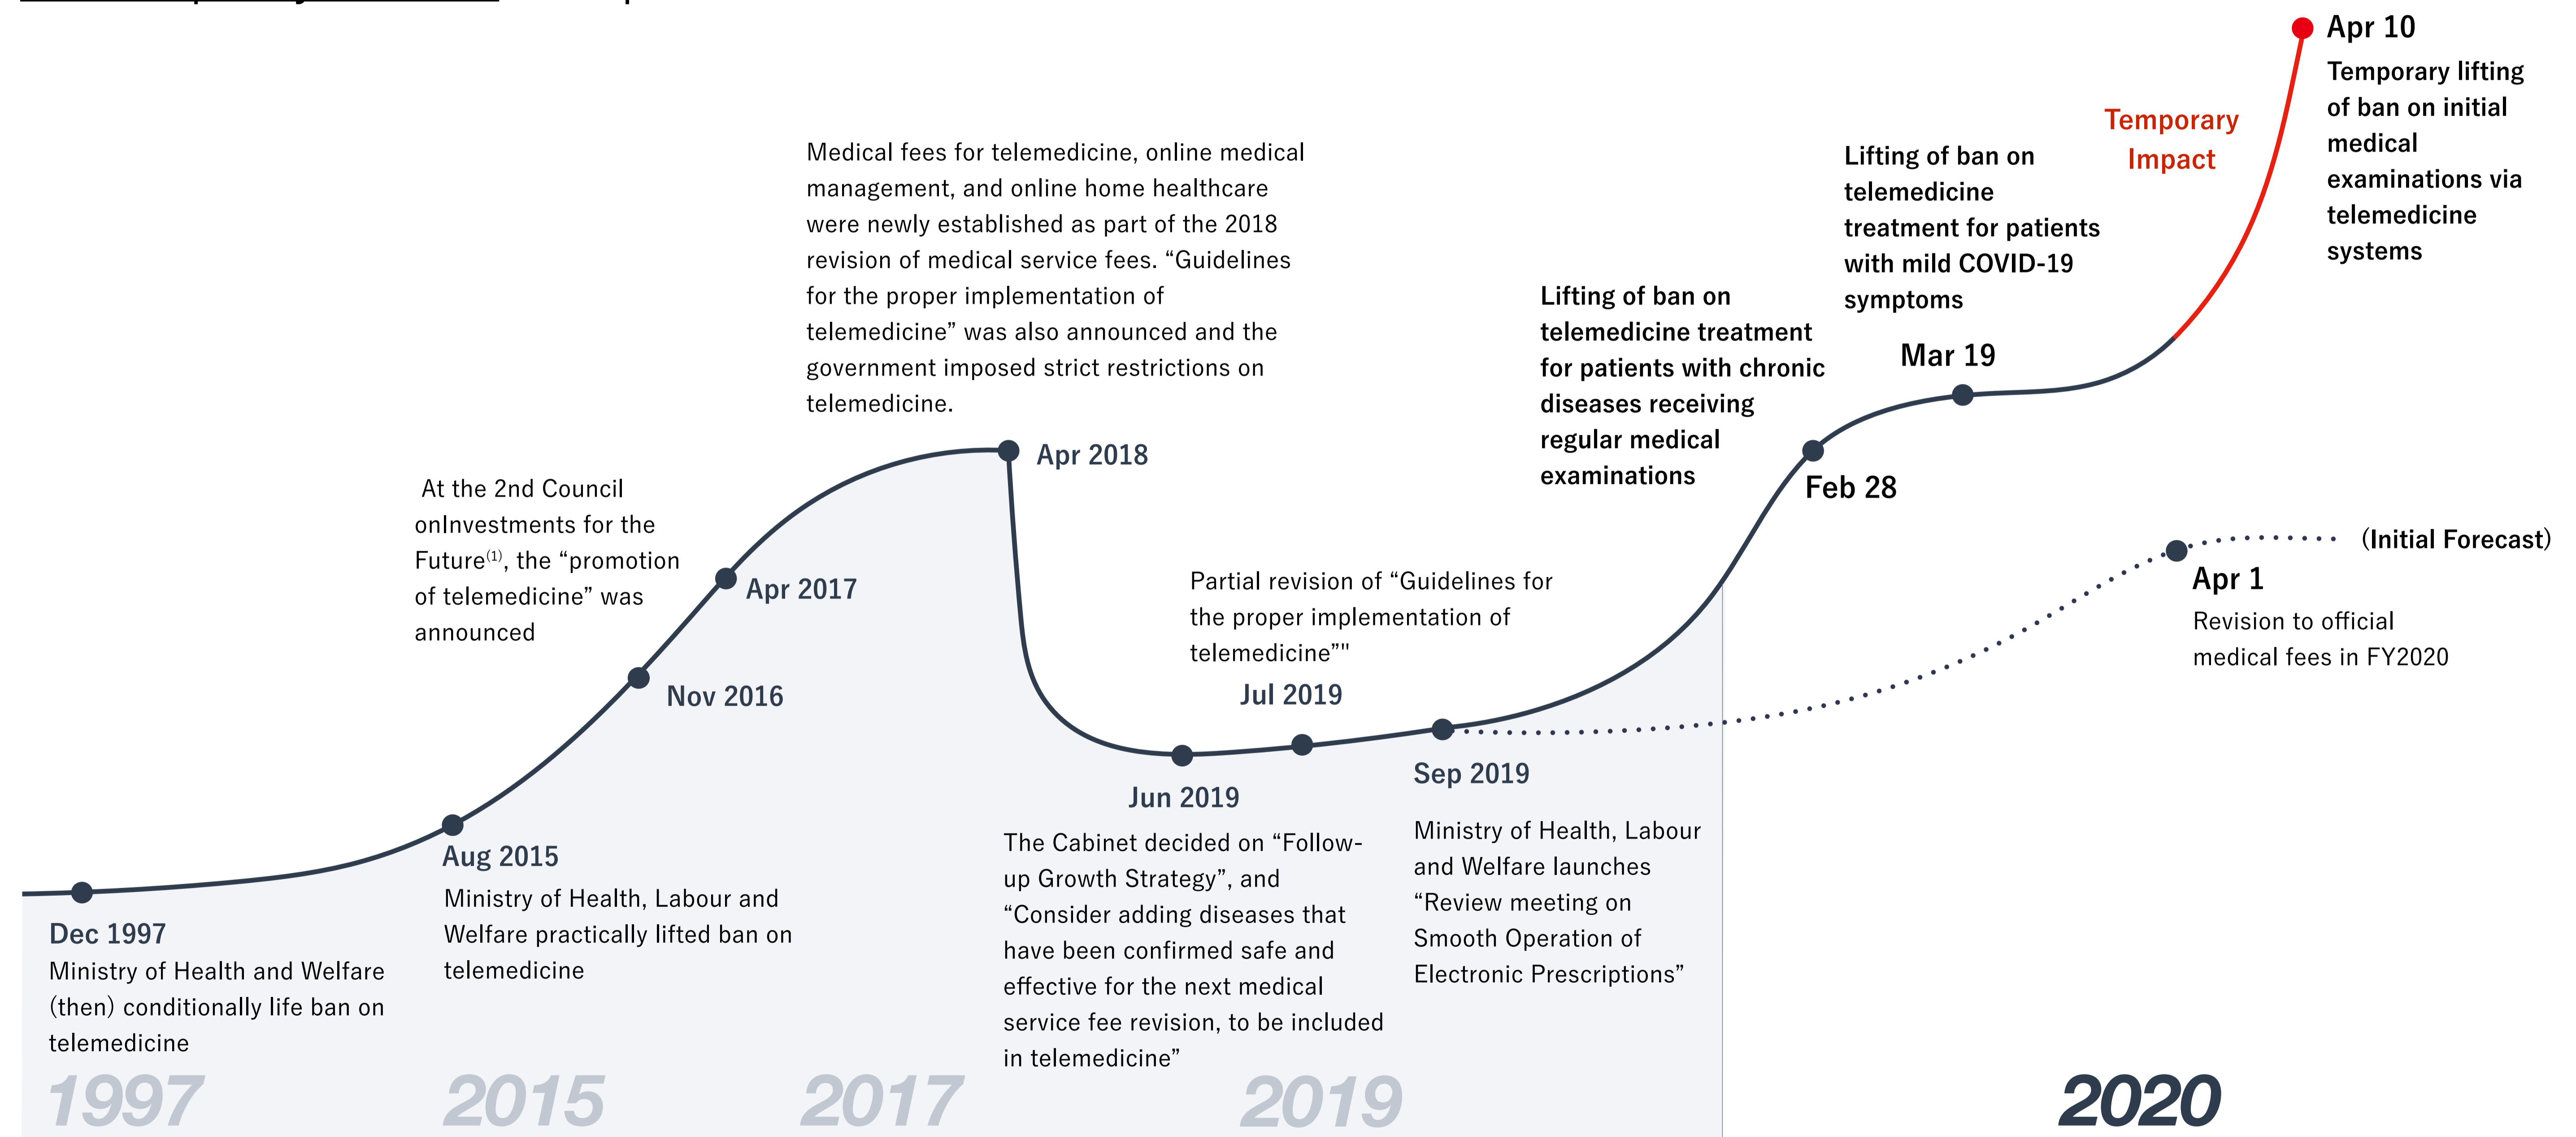 Dec 1997
Ministry of Health and Welfare
(then) conditionally life ban on
telemedicine
Aug 2015
Ministry of Health, Labour and
Welfare practically lifted ban on
telemedicine
At the 2nd Council
onInvestments for the
Future(1), the “promotion
of telemedicine” was
announced
Nov 2016
Apr 2017
Medical fees for telemedicine, online medical
management, and online home healthcare
were newly established as part of the 2018
revision of medical service fees. “Guidelines
for the proper implementation of
telemedicine” was also announced and the
government imposed strict restrictions on
telemedicine.
Apr 2018
Jun 2019
The Cabinet decided on “Follow-
up Growth Strategy”, and
“Consider adding diseases that
have been confirmed safe and
effective for the next medical
service fee revision, to be included
in telemedicine”
Partial revision of “Guidelines for
the proper implementation of
telemedicine”"
Jul 2019
Sep 2019
Ministry of Health, Labour
and Welfare launches
“Review meeting on
Smooth Operation of
Electronic Prescriptions”
Lifting of ban on
telemedicine treatment
for patients with chronic
diseases receiving
regular medical
examinations
Feb 28
Lifting of ban on
telemedicine
treatment for patients
with mild COVID-19
symptoms
Mar 19
Temporary
Impact
Apr 10
Temporary lifting
of ban on initial
medical
examinations via
telemedicine
systems
(Initial Forecast)
Apr 1
Revision to official
medical fees in FY2020
1997
2015
2017
2019
2020